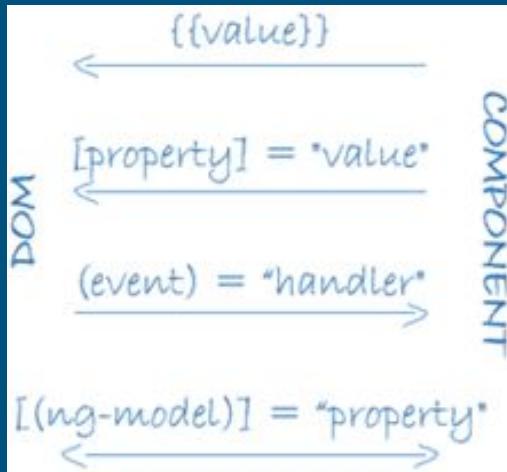 {{value}}
DOM
[property] = "value"
(event) = "handler"
[(ng-model)] = "property"
COMPONENT